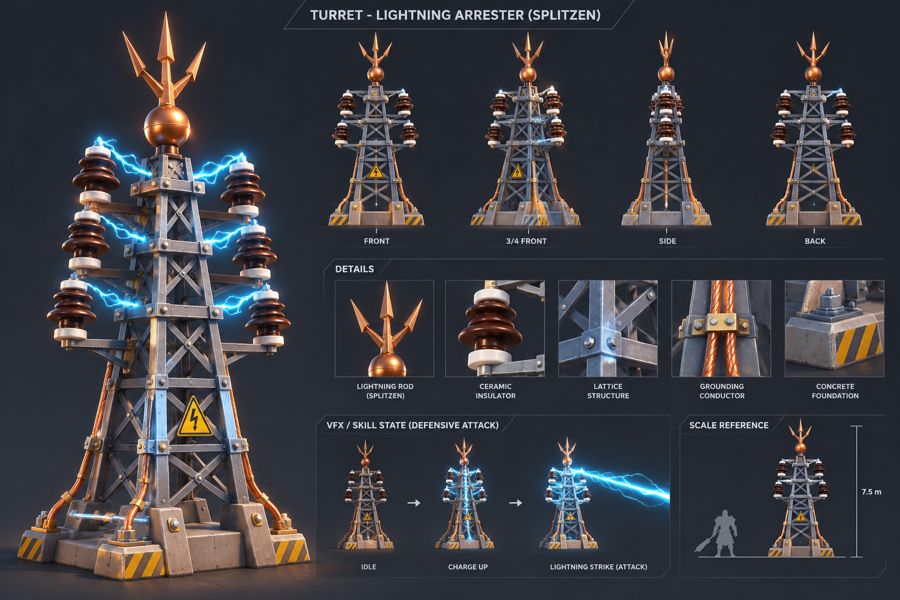 TURRET - LIGHTNING ARRESTER (SPLITZEN)
FRONT
3/4 FRONT
SIDE
BACK
DETAILS
LIGHTNING ROD
(SPLITZEN)
CERAMIC
INSULATOR
LATTICE
STRUCTURE
GROUNDING
CONDUCTOR
CONCRETE
FOUNDATION
VFX / SKILL STATE (DEFENSIVE ATTACK)
IDLE
CHARGE UP
LIGHTNING STRIKE (ATTACK)
SCALE REFERENCE
7.5 m